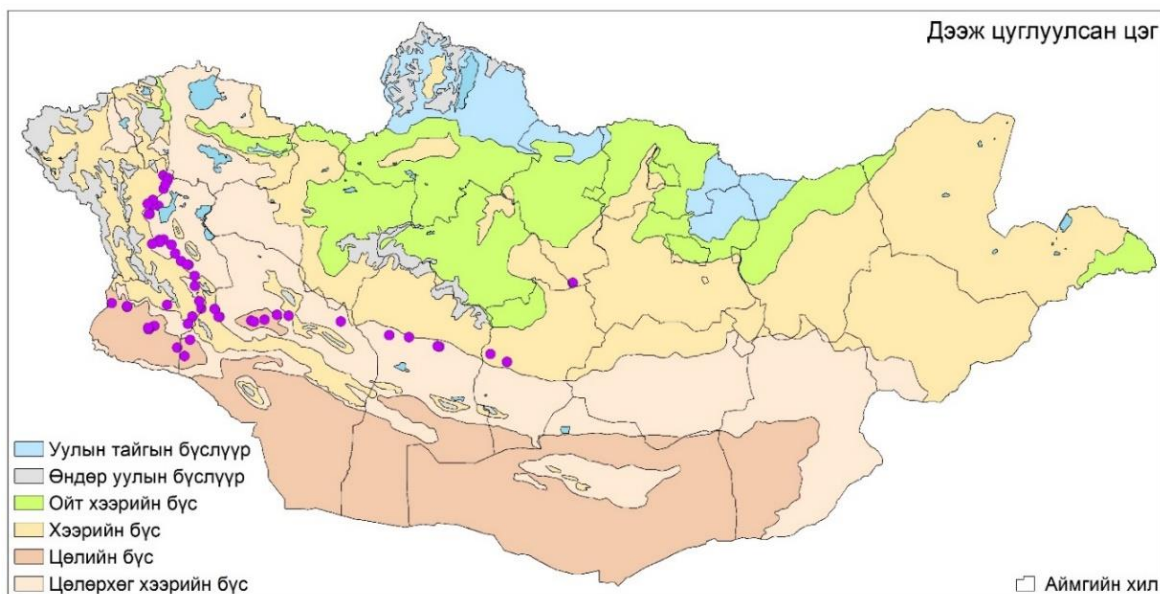 Дээж цуглуулсан цэг
Уулын тайгын бүслүүр
Өндөр уулын бүслүүр
Ойт хээрийн бүс
Хээрийн бүс
Цөлийн бүс
Цөлөрхөг хээрийн бүс
Аймгийн хил